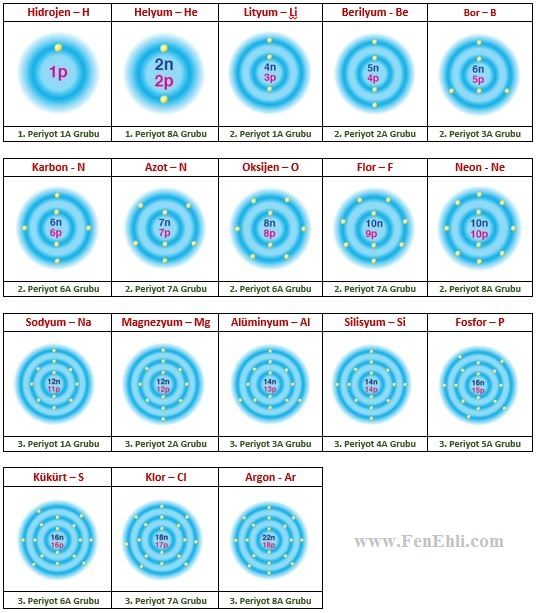 Hidrojen – H
Helyum – He
Lityum – Li
Berilyum - Be
Bor – B
1p
2n
2p
4n
3p
5n
4p
6n
5p
1. Periyot 1A Grubu
1. Periyot 8A Grubu
2. Periyot 1A Grubu
2. Periyot 2A Grubu
2. Periyot 3A Grubu
Karbon - N
Azot – N
Oksijen – O
Flor – F
Neon - Ne
6n
6p
7n
7p
8n
8p
10n
9p
10n
10p
2. Periyot 6A Grubu
2. Periyot 7A Grubu
2. Periyot 6A Grubu
2. Periyot 7A Grubu
2. Periyot 8A Grubu
Sodyum – Na
Magnezyum – Mg
Alüminyum – Al
Silisyum – Si
Fosfor – P
12n
11p
12n
12p
14n
13p
14n
14p
16n
15p
3. Periyot 1A Grubu
3. Periyot 2A Grubu
3. Periyot 3A Grubu
3. Periyot 4A Grubu
3. Periyot 5A Grubu
Kükürt – S
Klor – Cl
Argon - Ar
16n
16p
18n
17p
22n
18p
www.FenEhli.com
3. Periyot 6A Grubu
3. Periyot 7A Grubu
3. Periyot 8A Grubu